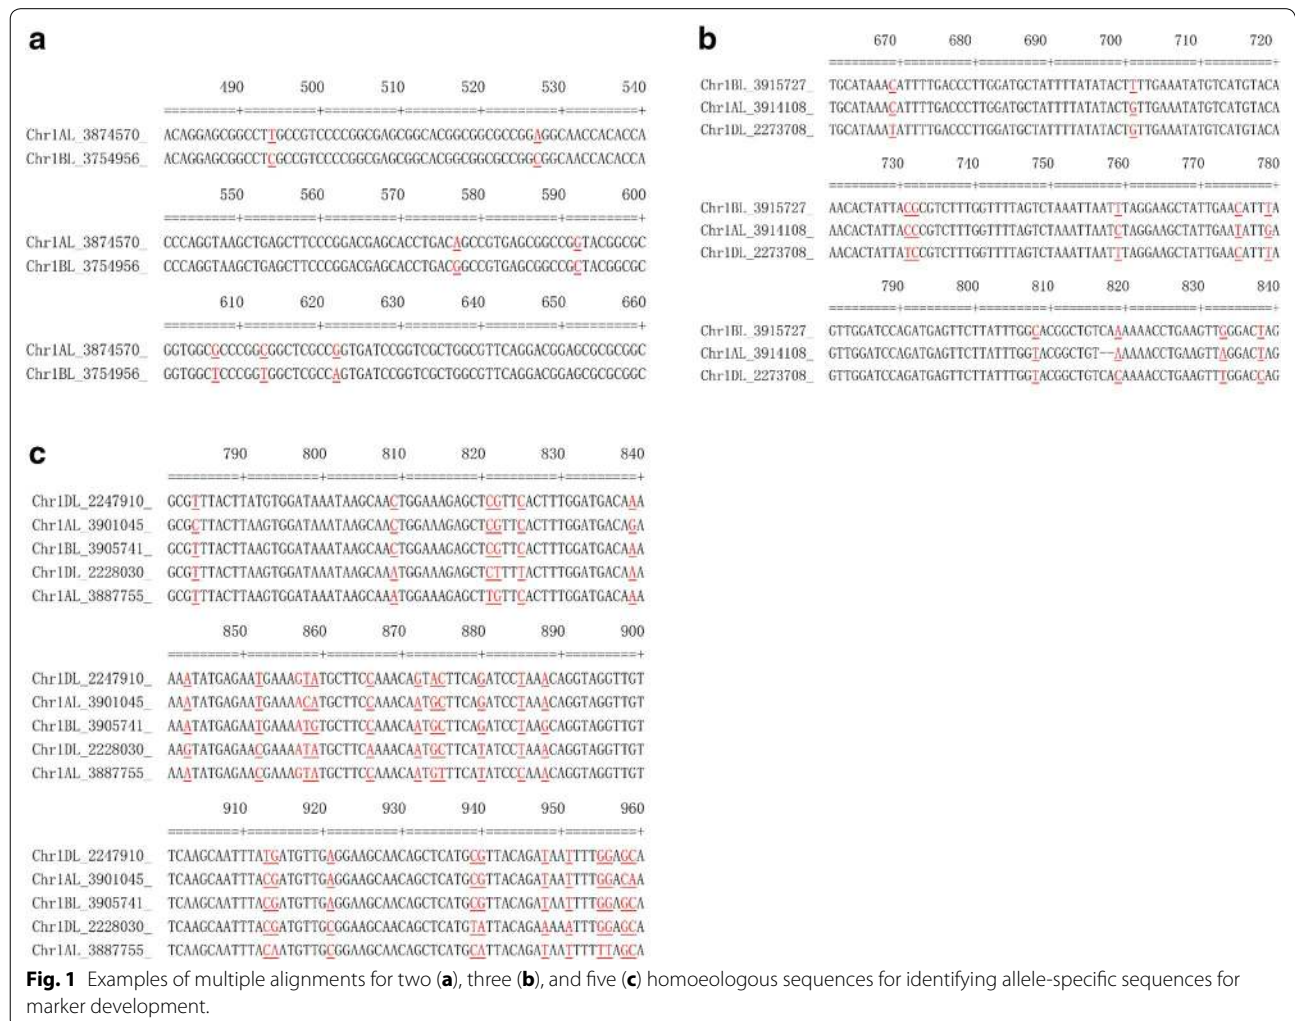 a
490 500 510 520 530 540
=========+=========+=========+=========+=========+=========+
Chr1AL_3874570_ ACAGGAGCGGCCTTGCCGTCCCCGGCGAGCGGCACGGCGGCGCCGGAGGCAACCACACCA
Chr1BL_3754956_ ACAGGAGCGGCCTCGCCGTCCCCGGCGAGCGGCACGGCGGCGCCGGCGGCAACCACACCA
550 560 570 580 590 600
=========+=========+=========+=========+=========+=========+
Chr1AL_3874570_ CCCAGGTAAGCTGAGCTTCCCGGACGAGCACCTGACAGCCGTGAGCGGCCGGTACGGCGC
Chr1BL_3754956_ CCCAGGTAAGCTGAGCTTCCCGGACGAGCACCTGACGGCCGTGAGCGGCCGCTACGGCGC
610 620 630 640 650 660
=========+=========+=========+=========+=========+=========+
Chr1AL_3874570_ GGTGGCGCCCGGCGGCTCGCCGGTGATCCGGTCGCTGGCGTTCAGGACGGAGCGCGCGGC
Chr1BL_3754956_ GGTGGCTCCCGGTGGCTCGCCAGTGATCCGGTCGCTGGCGTTCAGGACGGAGCGCGCGGC
b
670 680 690 700 710 720
=========+=========+=========+=========+=========+=========+
Chr1BL_3915727_ TGCATAAACATTTTGACCCTTGGATGCTATTTTATATACTTTTGAAATATGTCATGTACA
Chr1AL_3914108_ TGCATAAACATTTTGACCCTTGGATGCTATTTTATATACTGTTGAAATATGTCATGTACA
Chr1DL_2273708_ TGCATAAATATTTTGACCCTTGGATGCTATTTTATATACTGTTGAAATATGTCATGTACA
730 740 750 760 770 780
=========+=========+=========+=========+=========+=========+
Chr1BL_3915727_ AACACTATTACGCGTCTTTGGTTTTAGTCTAAATTAATTTAGGAAGCTATTGAACATTTA
Chr1AL_3914108_ AACACTATTACCCGTCTTTGGTTTTAGTCTAAATTAATCTAGGAAGCTATTGAATATTGA
Chr1DL_2273708_ AACACTATTATCCGTCTTTGGTTTTAGTCTAAATTAATTTAGGAAGCTATTGAACATTTA
790 800 810 820 830 840
=========+=========+=========+=========+=========+=========+
Chr1BL_3915727_ GTTGGATCCAGATGAGTTCTTATTTGGCACGGCTGTCAAAAAACCTGAAGTTGGGACTAG
Chr1AL_3914108_ GTTGGATCCAGATGAGTTCTTATTTGGTACGGCTGT--AAAAACCTGAAGTTAGGACTAG
Chr1DL_2273708_ GTTGGATCCAGATGAGTTCTTATTTGGTACGGCTGTCACAAAACCTGAAGTTTGGACCAG
c
790 800 810 820 830 840
=========+=========+=========+=========+=========+=========+
Chr1DL_2247910_ GCGTTTACTTATGTGGATAAATAAGCAACTGGAAAGAGCTCGTTCACTTTGGATGACAAA
Chr1AL_3901045_ GCGCTTACTTAAGTGGATAAATAAGCAACTGGAAAGAGCTCGTTCACTTTGGATGACAGA
Chr1BL_3905741_ GCGTTTACTTAAGTGGATAAATAAGCAACTGGAAAGAGCTCGTTCACTTTGGATGACAAA
Chr1DL_2228030_ GCGTTTACTTAAGTGGATAAATAAGCAAATGGAAAGAGCTCTTTTACTTTGGATGACAAA
Chr1AL_3887755_ GCGTTTACTTAAGTGGATAAATAAGCAAATGGAAAGAGCTTGTTCACTTTGGATGACAAA
850 860 870 880 890 900
=========+=========+=========+=========+=========+=========+
Chr1DL_2247910_ AAATATGAGAATGAAAGTATGCTTCCAAACAGTACTTCAGATCCTAAACAGGTAGGTTGT
Chr1AL_3901045_ AAATATGAGAATGAAAACATGCTTCCAAACAATGCTTCAGATCCTAAACAGGTAGGTTGT
Chr1BL_3905741_ AAATATGAGAATGAAAATGTGCTTCCAAACAATGCTTCAGATCCTAAGCAGGTAGGTTGT
Chr1DL_2228030_ AAGTATGAGAACGAAAATATGCTTCAAAACAATGCTTCATATCCTAAACAGGTAGGTTGT
Chr1AL_3887755_ AAATATGAGAACGAAAGTATGCTTCCAAACAATGTTTCATATCCCAAACAGGTAGGTTGT
910 920 930 940 950 960
=========+=========+=========+=========+=========+=========+
Chr1DL_2247910_ TCAAGCAATTTATGATGTTGAGGAAGCAACAGCTCATGCGTTACAGATAATTTTGGAGCA
Chr1AL_3901045_ TCAAGCAATTTACGATGTTGAGGAAGCAACAGCTCATGCGTTACAGATAATTTTGGACAA
Chr1BL_3905741_ TCAAGCAATTTACGATGTTGAGGAAGCAACAGCTCATGCGTTACAGATAATTTTGGAGCA
Chr1DL_2228030_ TCAAGCAATTTACGATGTTGCGGAAGCAACAGCTCATGTATTACAGAAAAATTTGGAGCA
Chr1AL_3887755_ TCAAGCAATTTACAATGTTGCGGAAGCAACAGCTCATGCATTACAGATAATTTTTTAGCA
Fig. 1 Examples of multiple alignments for two (a), three (b), and five (c) homoeologous sequences for identifying allele-specific sequences for
marker development.